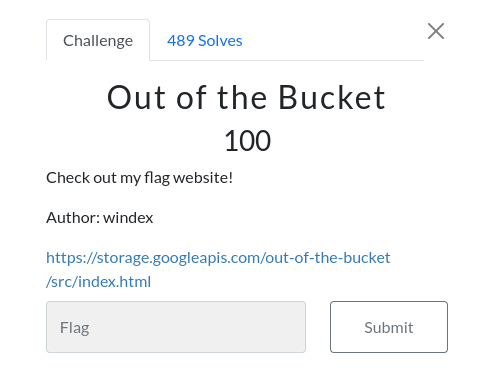 Challenge
489 Solves
Out of the Bucket
100
Check out my flag website!
Author: windex
https://storage.googleapis.com/out-of-the-bucket
/src/index.html
Flag
Submit